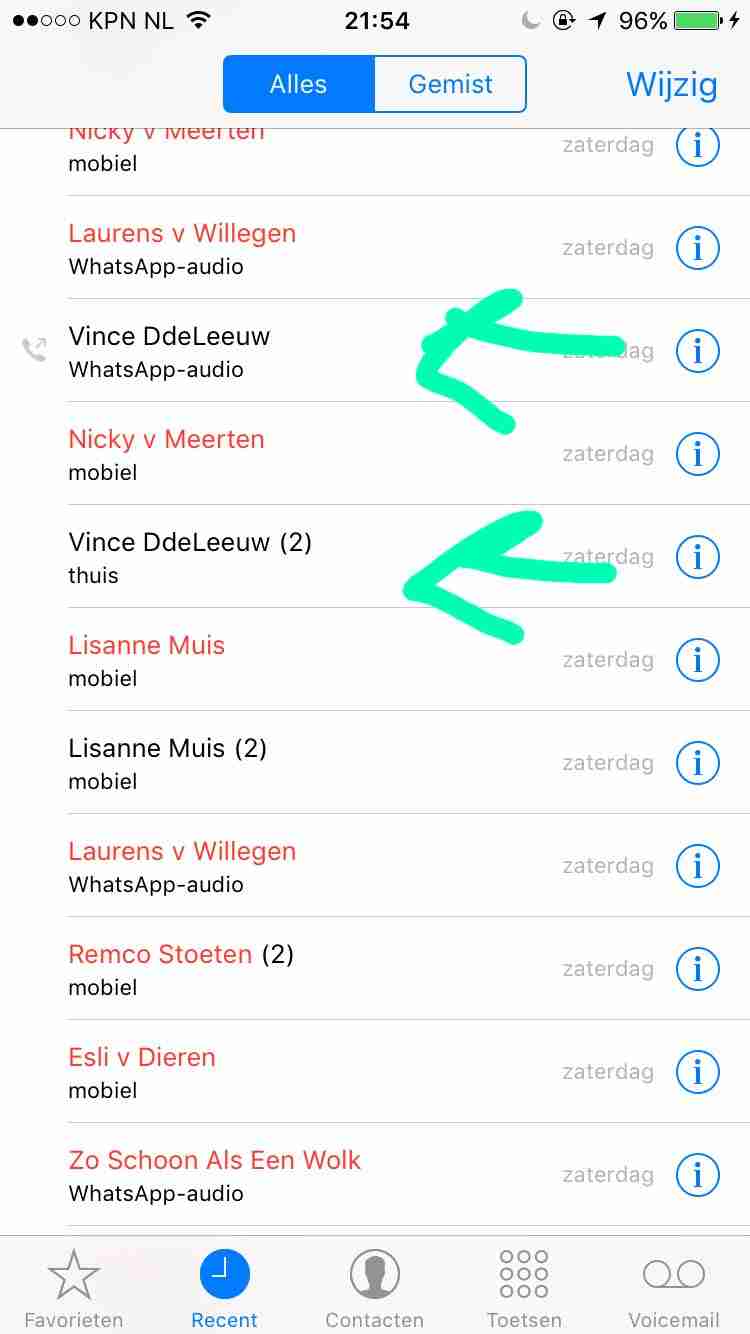 KPN NL 21:54 96%
Alles Gemist Wijzig
Nicky v Meerten
mobiel zaterdag
Laurens v Willegen
WhatsApp-audio zaterdag
Vince DdeLeeuw
WhatsApp-audio zaterdag
Nicky v Meerten
mobiel zaterdag
Vince DdeLeeuw (2)
thuis zaterdag
Lisanne Muis
mobiel zaterdag
Lisanne Muis (2)
mobiel zaterdag
Laurens v Willegen
WhatsApp-audio zaterdag
Remco Stoeten (2)
mobiel zaterdag
Esli v Dieren
mobiel zaterdag
Zo Schoon Als Een Wolk
WhatsApp-audio zaterdag
Favorieten Recent Contacten Toetsen Voicemail